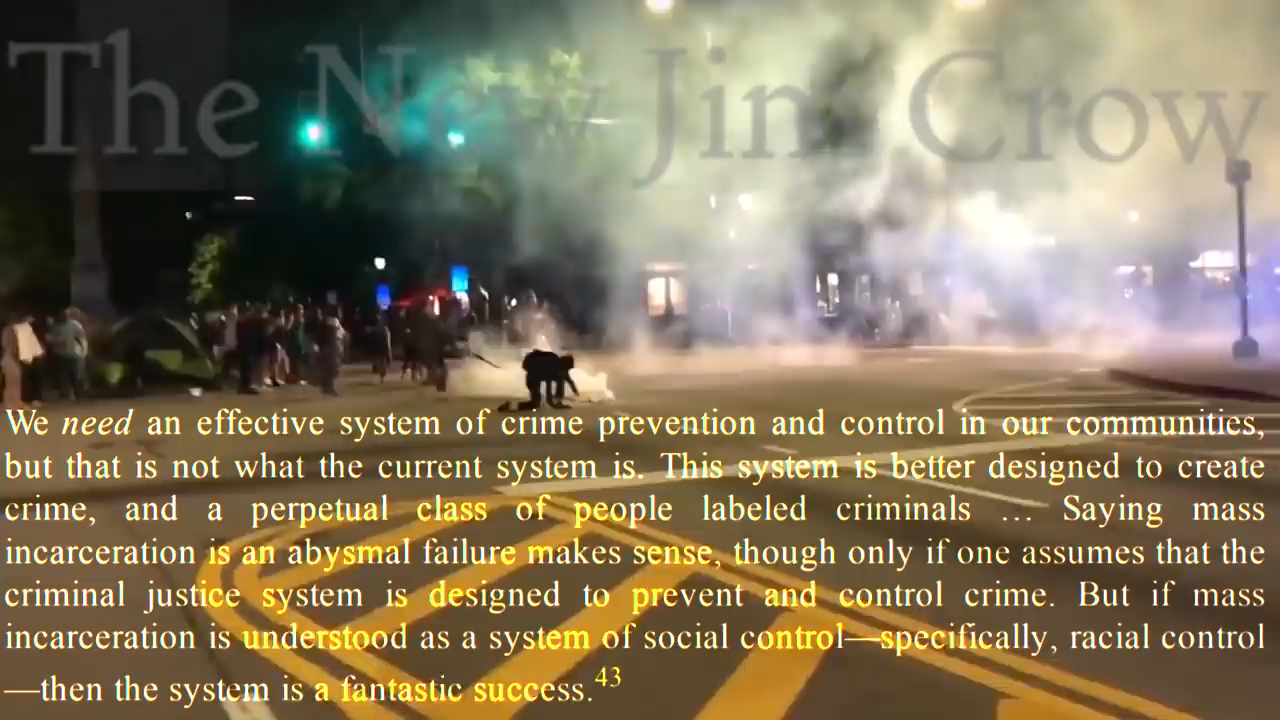 The New Jim Crow
We need an effective system of crime prevention and control in our communities,
but that is not what the current system is. This system is better designed to create
crime, and a perpetual class of people labeled criminals … Saying mass
incarceration is an abysmal failure makes sense, though only if one assumes that the
criminal justice system is designed to prevent and control crime. But if mass
incarceration is understood as a system of social control—specifically, racial control
—then the system is a fantastic success.43